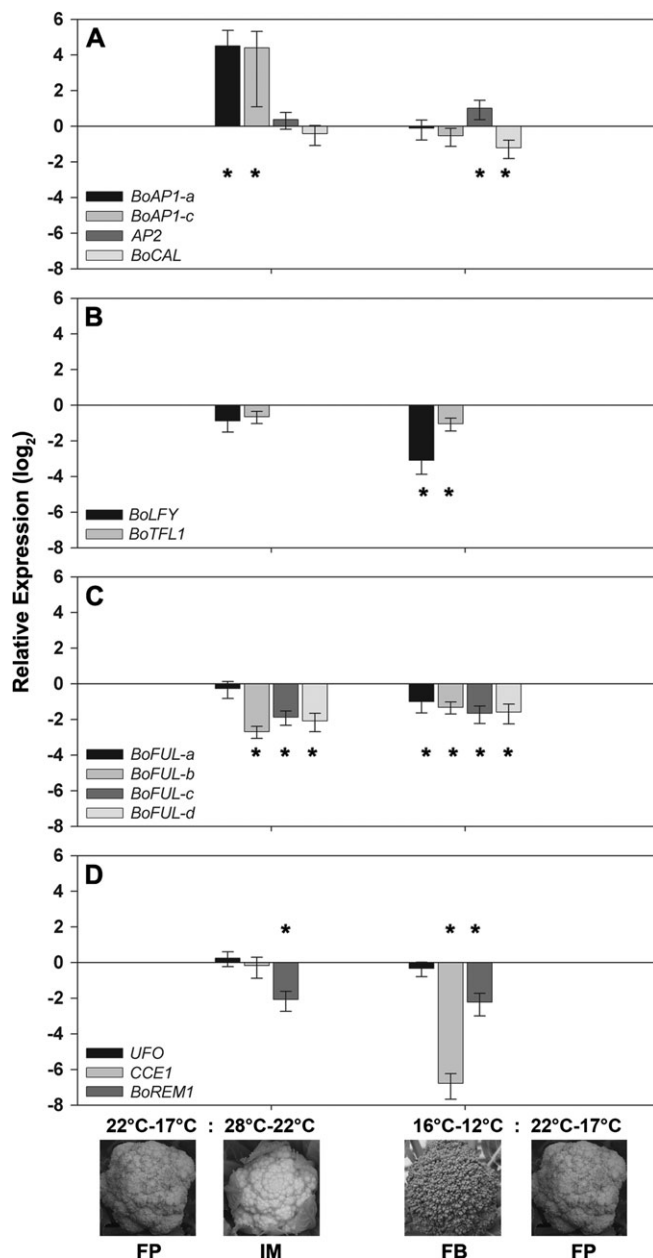 Relative Expression (log2)
A
6
4
2
0
-2
-4
-6
-8
* * * *
BoAP1-a
BoAP1-c
AP2
BoCAL
B
6
4
2
0
-2
-4
-6
-8
* *
BoLFY
BoTFL1
C
6
4
2
0
-2
-4
-6
-8
* * * * * * *
BoFUL-a
BoFUL-b
BoFUL-c
BoFUL-d
D
6
4
2
0
-2
-4
-6
-8
* * *
UFO
CCE1
BoREM1
22°C-17°C : 28°C-22°C 16°C-12°C : 22°C-17°C
FP IM FB FP